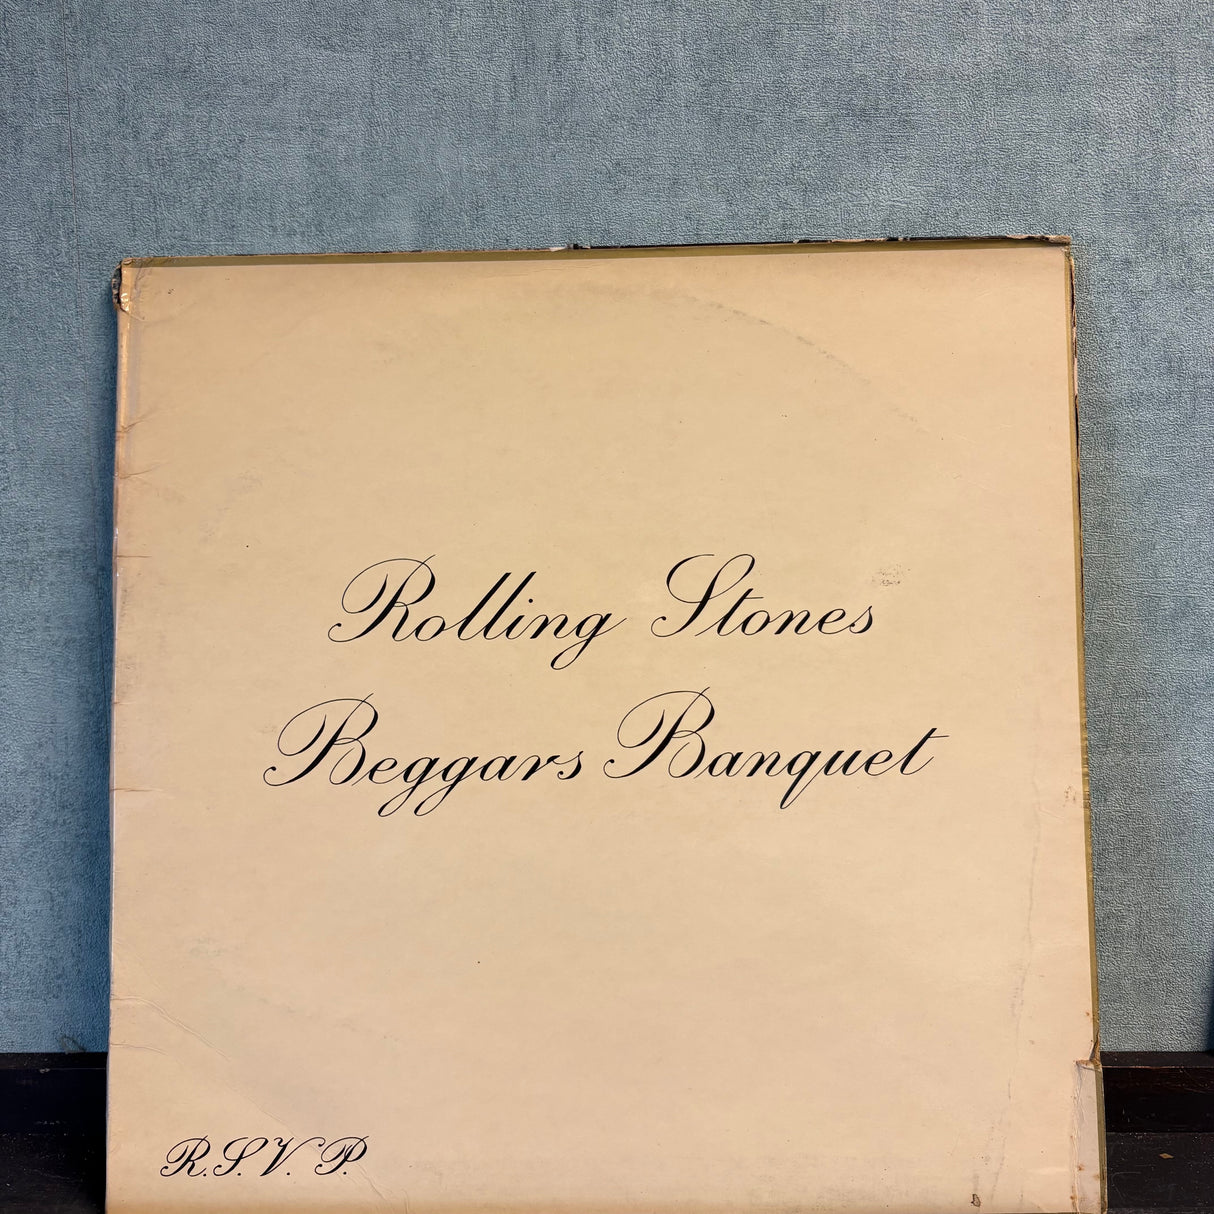 Rolling Stones
Beggars Banquet
R.S.V.P.